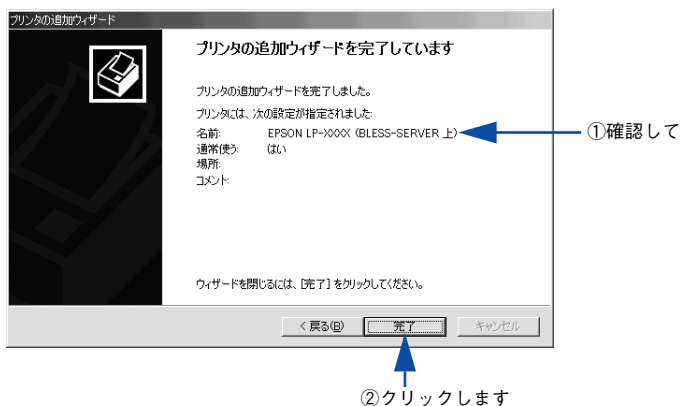 プリンタの追加ウィザード
プリンタの追加ウィザードを完了しています
プリンタの追加ウィザードを完了しました。
プリンタには、次の設定が指定されました:
名前: EPSON LP-XXXX (BLESS-SERVER 上)
①確認して
通常使う: はい
場所:
コメント:
ウィザードを閉じるには、[完了] をクリックしてください。
< 戻る(B) 完了 キャンセル
②クリックします